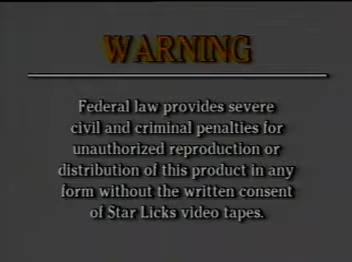 WARNING
Federal law provides severe
civil and criminal penalties for
unauthorized reproduction or
distribution of this product in any
form without the written consent
of Star Licks video tapes.